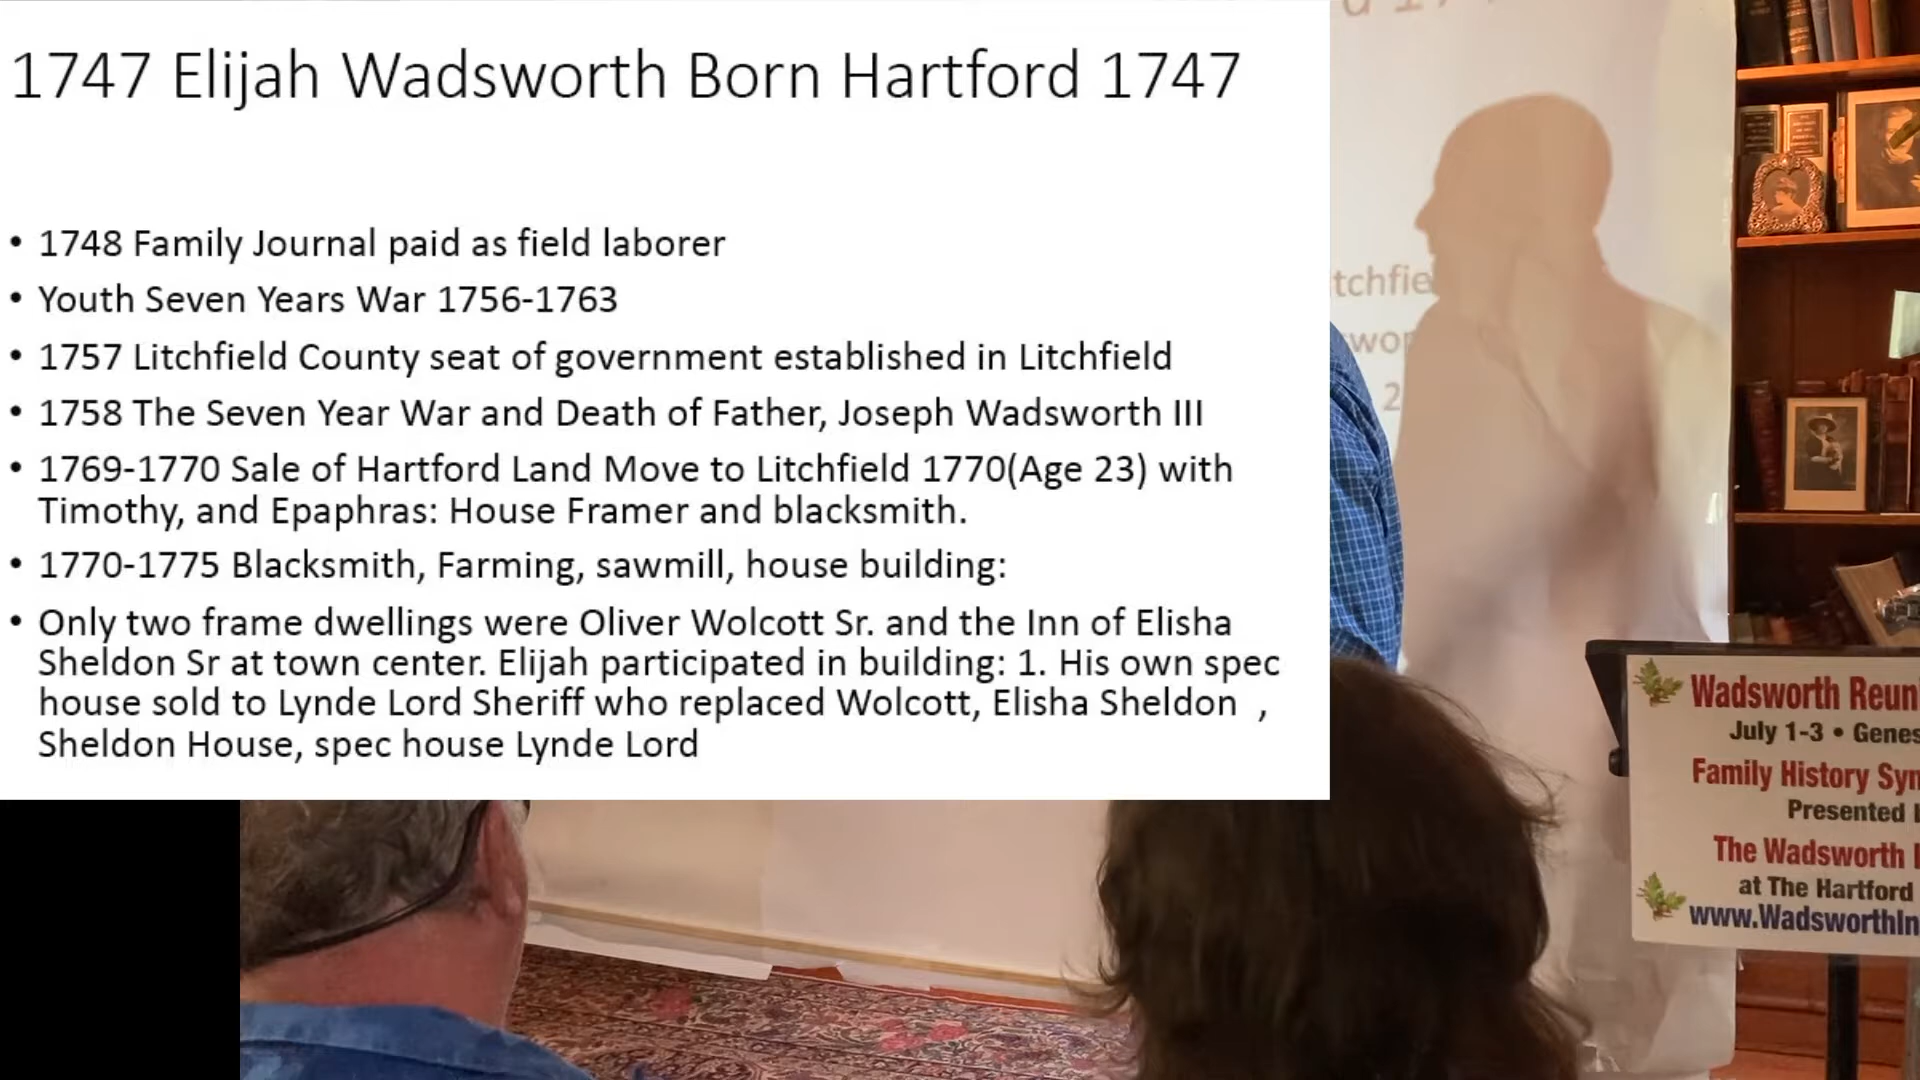 1747 Elijah Wadsworth Born Hartford 1747
• 1748 Family Journal paid as field laborer
• Youth Seven Years War 1756-1763
• 1757 Litchfield County seat of government established in Litchfield
• 1758 The Seven Year War and Death of Father, Joseph Wadsworth III
• 1769-1770 Sale of Hartford Land Move to Litchfield 1770(Age 23) with
Timothy, and Epaphras: House Framer and blacksmith.
• 1770-1775 Blacksmith, Farming, sawmill, house building:
• Only two frame dwellings were Oliver Wolcott Sr. and the Inn of Elisha
Sheldon Sr at town center. Elijah participated in building: 1. His own spec
house sold to Lynde Lord Sheriff who replaced Wolcott, Elisha Sheldon ,
Sheldon House, spec house Lynde Lord
Wadsworth Reun
July 1-3 • Genes
Family History Sym
Presented
The Wadsworth
at The Hartford
www.WadsworthIn